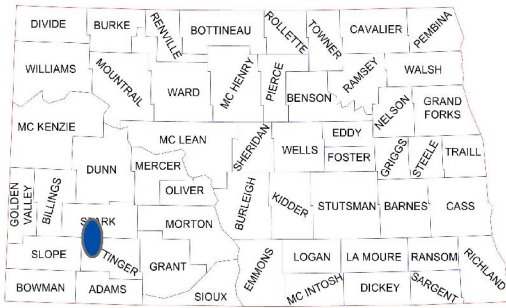 DIVIDE
BURKE
RENVILLE
BOTTINEAU
ROLLETTE
TOWNER
CAVALIER
PEMBINA
WILLIAMS
MOUNTRAIL
WARD
MC HENRY
PIERCE
BENSON
RAMSEY
WALSH
NELSON
GRAND
FORKS
MC KENZIE
MC LEAN
SHERIDAN
WELLS
EDDY
FOSTER
GRIGGS
STEELE
TRAILL
DUNN
MERCER
OLIVER
GOLDEN
VALLEY
BILLINGS
BURLEIGH
KIDDER
STUTSMAN
BARNES
CASS
MORTON
SLOPE
TINGER
GRANT
EMMONS
LOGAN
LA MOURE
RANSOM
RICHLAND
BOWMAN
ADAMS
SIOUX
MC INTOSH
DICKEY
SARGENT